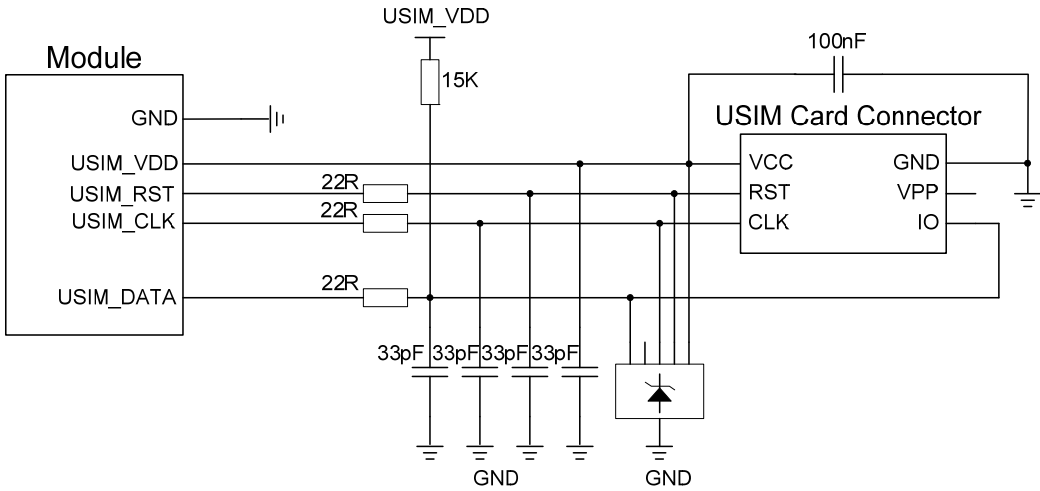 USIM_VDD
100nF
Module
15K
USIM Card Connector
GND
USIM_VDD
VCC
GND
22R
USIM_RST
RST
VPP
22R
USIM_CLK
CLK
IO
22R
USIM_DATA
33pF 33pF 33pF 33pF
GND
GND